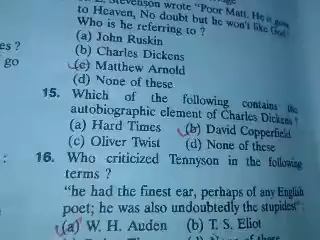 Stevenson wrote "Poor Matt. He is gone
to Heaven, No doubt but he won't like God"
Who is he referring to ?
(a) John Ruskin
(b) Charles Dickens
(c) Matthew Arnold
(d) None of these
15. Which of the following contains the
autobiographic element of Charles Dickens ?
(a) Hard Times (b) David Copperfield
(c) Oliver Twist (d) None of these
16. Who criticized Tennyson in the following
terms ?
"he had the finest ear, perhaps of any English
poet; he was also undoubtedly the stupidest".
(a) W. H. Auden (b) T. S. Eliot
es ?
go
: